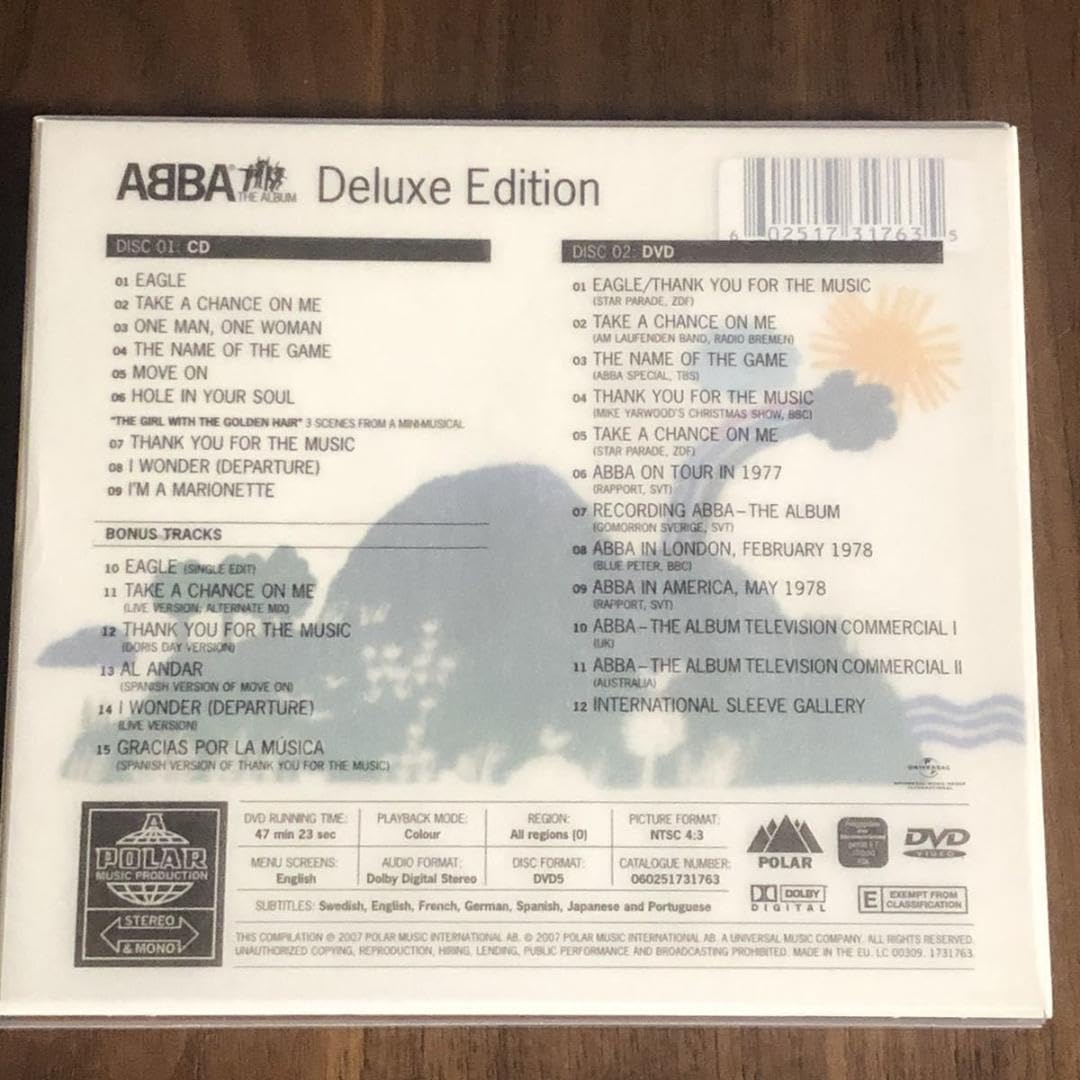 ABBA THE ALBUM Deluxe Edition
6 02517 31763 5
DISC 01: CD
01 EAGLE
02 TAKE A CHANCE ON ME
03 ONE MAN, ONE WOMAN
04 THE NAME OF THE GAME
05 MOVE ON
06 HOLE IN YOUR SOUL
"THE GIRL WITH THE GOLDEN HAIR" 3 SCENES FROM A MINI-MUSICAL
07 THANK YOU FOR THE MUSIC
08 I WONDER (DEPARTURE)
09 I'M A MARIONETTE
BONUS TRACKS
10 EAGLE (SINGLE EDIT)
11 TAKE A CHANCE ON ME
(LIVE VERSION; ALTERNATE MIX)
12 THANK YOU FOR THE MUSIC
(DORIS DAY VERSION)
13 AL ANDAR
(SPANISH VERSION OF MOVE ON)
14 I WONDER (DEPARTURE)
(LIVE VERSION)
15 GRACIAS POR LA MÚSICA
(SPANISH VERSION OF THANK YOU FOR THE MUSIC)
DISC 02: DVD
01 EAGLE/THANK YOU FOR THE MUSIC
(STAR PARADE, ZDF)
02 TAKE A CHANCE ON ME
(AM LAUFENDEN BAND, RADIO BREMEN)
03 THE NAME OF THE GAME
(ABBA SPECIAL, TBS)
04 THANK YOU FOR THE MUSIC
(MIKE YARWOOD'S CHRISTMAS SHOW, BBC)
05 TAKE A CHANCE ON ME
(STAR PARADE, ZDF)
06 ABBA ON TOUR IN 1977
(RAPPORT, SVT)
07 RECORDING ABBA–THE ALBUM
(GOMORRON SVERIGE, SVT)
08 ABBA IN LONDON, FEBRUARY 1978
(BLUE PETER, BBC)
09 ABBA IN AMERICA, MAY 1978
(RAPPORT, SVT)
10 ABBA–THE ALBUM TELEVISION COMMERCIAL I
(UK)
11 ABBA–THE ALBUM TELEVISION COMMERCIAL II
(AUSTRALIA)
12 INTERNATIONAL SLEEVE GALLERY
UNIVERSAL
UNIVERSAL MUSIC GROUP
INTERNATIONAL
POLAR
MUSIC PRODUCTION
STEREO
& MONO
DVD RUNNING TIME:
47 min 23 sec
PLAYBACK MODE:
Colour
REGION:
All regions (0)
PICTURE FORMAT:
NTSC 4:3
MENU SCREENS:
English
AUDIO FORMAT:
Dolby Digital Stereo
DISC FORMAT:
DVD5
CATALOGUE NUMBER:
060251731763
SUBTITLES: Swedish, English, French, German, Spanish, Japanese and Portuguese
POLAR
DVD
VIDEO
DOLBY
DIGITAL
E EXEMPT FROM
CLASSIFICATION
THIS COMPILATION ℗ 2007 POLAR MUSIC INTERNATIONAL AB. © 2007 POLAR MUSIC INTERNATIONAL AB. A UNIVERSAL MUSIC COMPANY. ALL RIGHTS RESERVED.
UNAUTHORIZED COPYING, REPRODUCTION, HIRING, LENDING, PUBLIC PERFORMANCE AND BROADCASTING PROHIBITED. MADE IN THE EU. LC 00309. 1731763